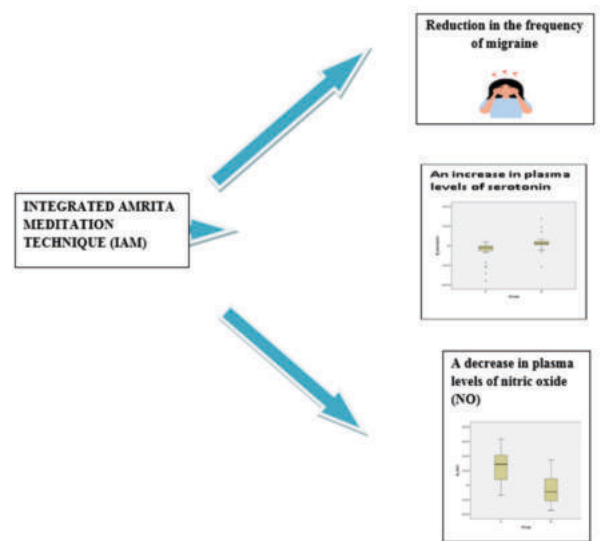 Reduction in the frequency
of migraine
An increase in plasma
levels of serotonin
INTEGRATED AMRITA
MEDITATION
TECHNIQUE (IAM)
A decrease in plasma
levels of nitric oxide
(NO)